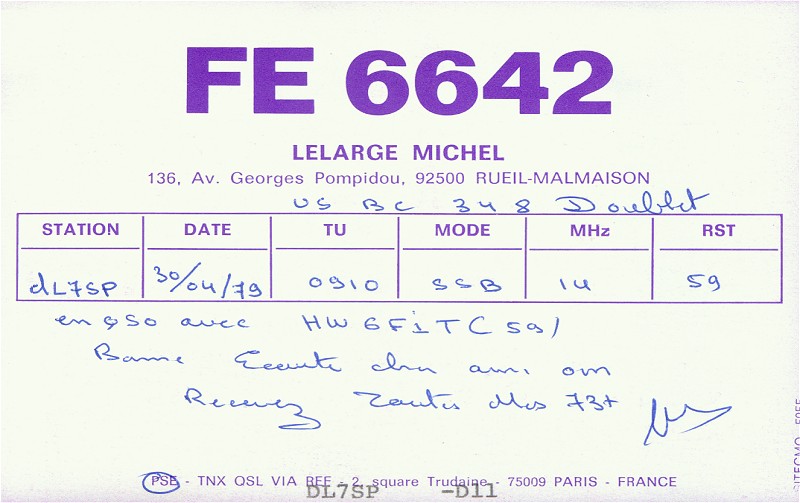 FE 6642
LELARGE MICHEL
136, Av. Georges Pompidou, 92500 RUEIL-MALMAISON
US BC 348 Doublet
STATION DATE TU MODE MHz RST
dL7SP 30/04/79 0910 SSB 14 59
en QSO avec HW6FiTC 59/
Bonne Ecoute cher ami om
Recevez Toutes Mes 73+
PSE - TNX QSL VIA REF - 2, square Trudaine - 75009 PARIS - FRANCE
DL7SP -D11